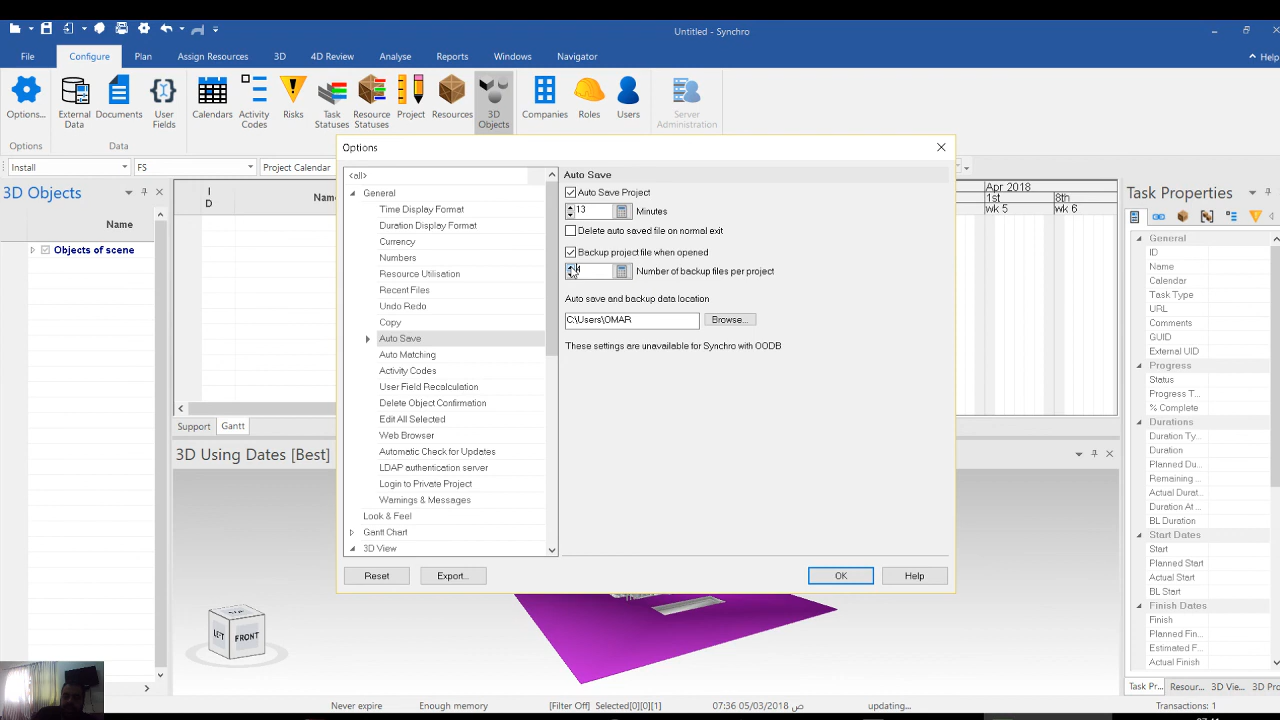 Untitled - Synchro
File
Configure
Plan
Assign Resources
3D
4D Review
Analyse
Reports
Windows
Navigator
Help
Options...
External Data
Documents
User Fields
Calendars
Activity Codes
Risks
Task Statuses
Resource Statuses
Project
Resources
3D Objects
Companies
Roles
Users
Server Administration
Options
Data
Install
FS
Project Calendar
3D Objects
Name
Objects of scene
I D
Nam
Support
Gantt
Apr 2018
1st
8th
wk 5
wk 6
Options
<all>
General
Time Display Format
Duration Display Format
Currency
Numbers
Resource Utilisation
Recent Files
Undo Redo
Copy
Auto Save
Auto Matching
Activity Codes
User Field Recalculation
Delete Object Confirmation
Edit All Selected
Web Browser
Automatic Check for Updates
LDAP authentication server
Login to Private Project
Warnings & Messages
Look & Feel
Gantt Chart
3D View
Auto Save
Auto Save Project
13
Minutes
Delete auto saved file on normal exit
Backup project file when opened
Number of backup files per project
Auto save and backup data location
C:\Users\OMAR
Browse...
These settings are unavailable for Synchro with OODB
Reset
Export...
OK
Help
3D Using Dates [Best]
LEFT
FRONT
Task Properties
General
ID
Name
Calendar
Task Type
URL
Comments
GUID
External UID
Progress
Status
Progress T...
% Complete
Durations
Duration Ty...
Duration
Planned Du...
Remaining ...
Actual Durat...
Duration At ...
BL Duration
Start Dates
Start
Planned Start
Actual Start
BL Start
Finish Dates
Finish
Planned Fin...
Estimated F...
Actual Finish
Task Pr...
Resour...
3D Vie...
3D Pro
Never expire
Enough memory
[Filter Off]
Selected[0][0][1]
07:36 05/03/2018 ص
updating...
Transactions: 1